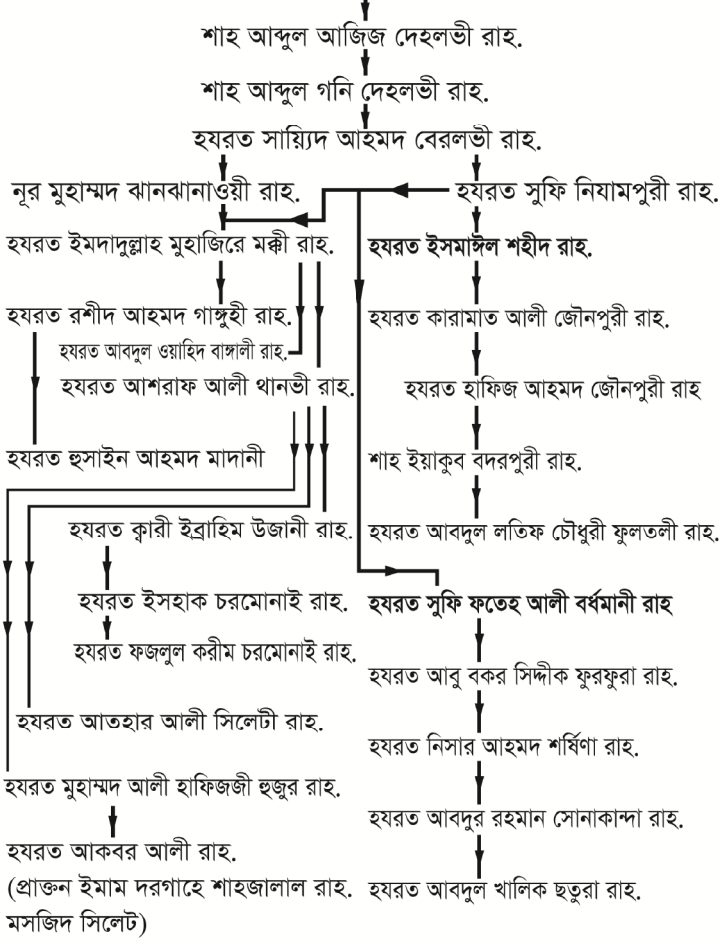 শাহ আব্দুল আজিজ দেহলভী রাহ.
শাহ আব্দুল গনি দেহলভী রাহ.
হযরত সায়্যিদ আহমদ বেরলভী রাহ.
নূর মুহাম্মদ ঝানঝানাওয়ী রাহ.
হযরত সুফি নিযামপুরী রাহ.
হযরত ইমদাদুল্লাহ মুহাজিরে মক্কী রাহ.
হযরত ইসমাঈল শহীদ রাহ.
হযরত রশীদ আহমদ গাঙ্গুহী রাহ.
হযরত কারামাত আলী জৌনপুরী রাহ.
হযরত আবদুল ওয়াহিদ বাঙ্গালী রাহ.
হযরত আশরাফ আলী থানভী রাহ.
হযরত হাফিজ আহমদ জৌনপুরী রাহ
হযরত হুসাইন আহমদ মাদানী
শাহ ইয়াকুব বদরপুরী রাহ.
হযরত ক্বারী ইব্রাহিম উজানী রাহ.
হযরত আবদুল লতিফ চৌধুরী ফুলতলী রাহ.
হযরত ইসহাক চরমোনাই রাহ.
হযরত সুফি ফতেহ আলী বর্ধমানী রাহ
হযরত ফজলুল করীম চরমোনাই রাহ.
হযরত আবু বকর সিদ্দীক ফুরফুরা রাহ.
হযরত আতহার আলী সিলেটী রাহ.
হযরত নিসার আহমদ শর্ষিণা রাহ.
হযরত মুহাম্মদ আলী হাফিজজী হুজুর রাহ.
হযরত আবদুর রহমান সোনাকান্দা রাহ.
হযরত আকবর আলী রাহ.
(প্রাক্তন ইমাম দরগাহে শাহজালাল রাহ.
মসজিদ সিলেট)
হযরত আবদুল খালিক ছতুরা রাহ.